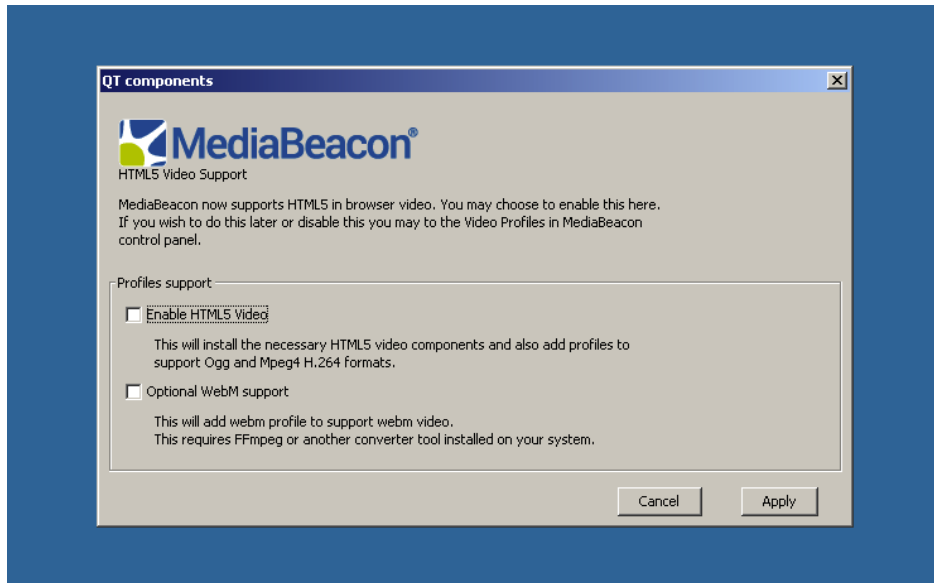 QT components
MediaBeacon®
HTML5 Video Support
MediaBeacon now supports HTML5 in browser video. You may choose to enable this here.
If you wish to do this later or disable this you may to the Video Profiles in MediaBeacon
control panel.
Profiles support
Enable HTML5 Video
This will install the necessary HTML5 video components and also add profiles to
support Ogg and Mpeg4 H.264 formats.
Optional WebM support
This will add webm profile to support webm video.
This requires FFmpeg or another converter tool installed on your system.
Cancel Apply